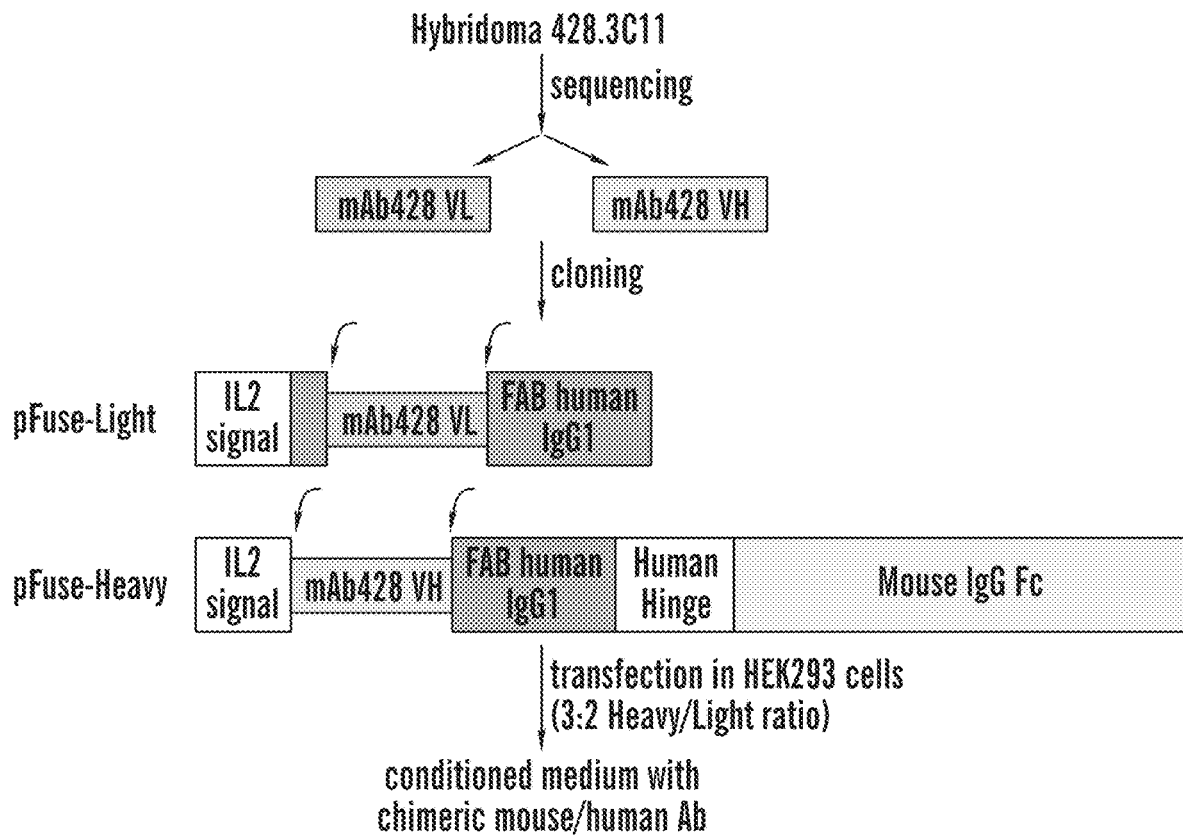 Hybridoma 428.3C11
sequencing
mAb428 VL
mAb428 VH
cloning
pFuse-Light
IL2
signal
mAb428 VL
FAB human
IgG1
pFuse-Heavy
IL2
signal
mAb428 VH
FAB human
IgG1
Human
Hinge
Mouse IgG Fc
transfection in HEK293 cells
(3:2 Heavy/Light ratio)
conditioned medium with
chimeric mouse/human Ab